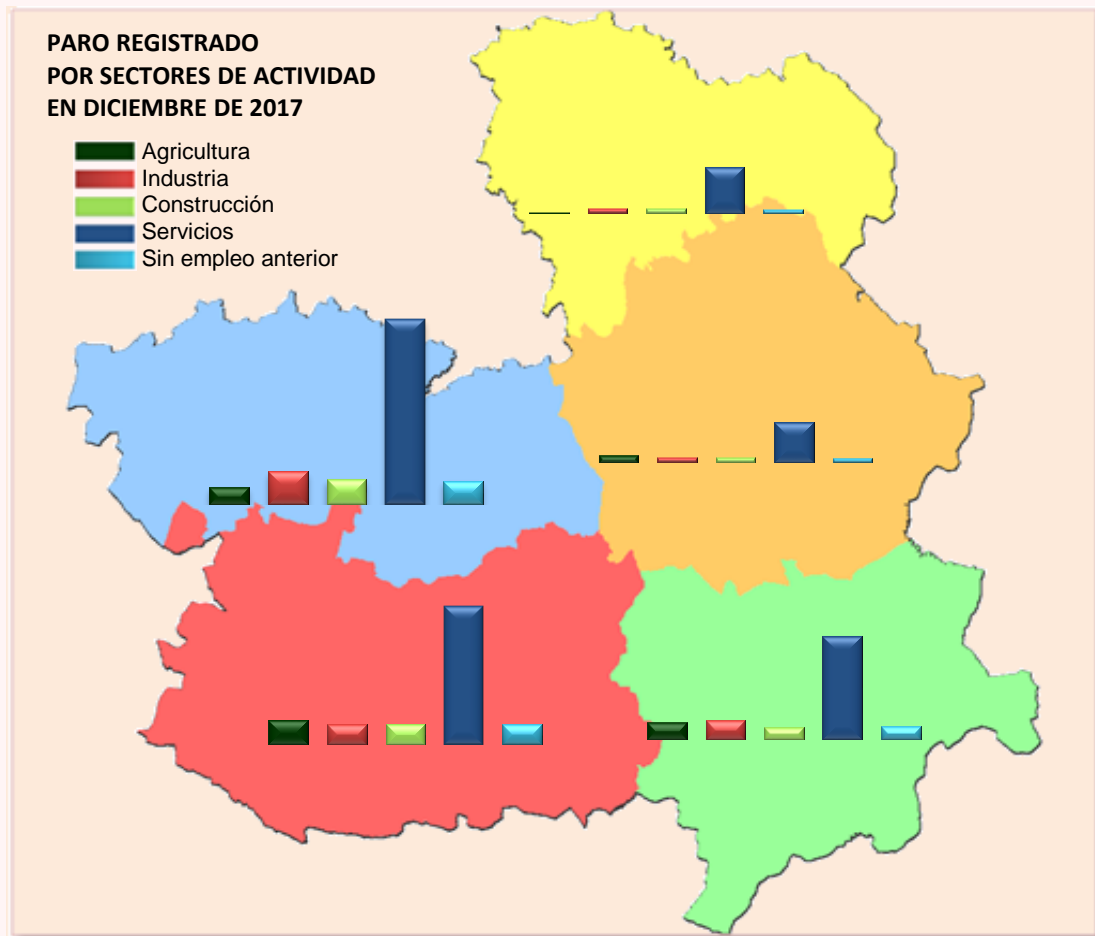 PARO REGISTRADO
POR SECTORES DE ACTIVIDAD
EN DICIEMBRE DE 2017
Agricultura
Industria
Construcción
Servicios
Sin empleo anterior